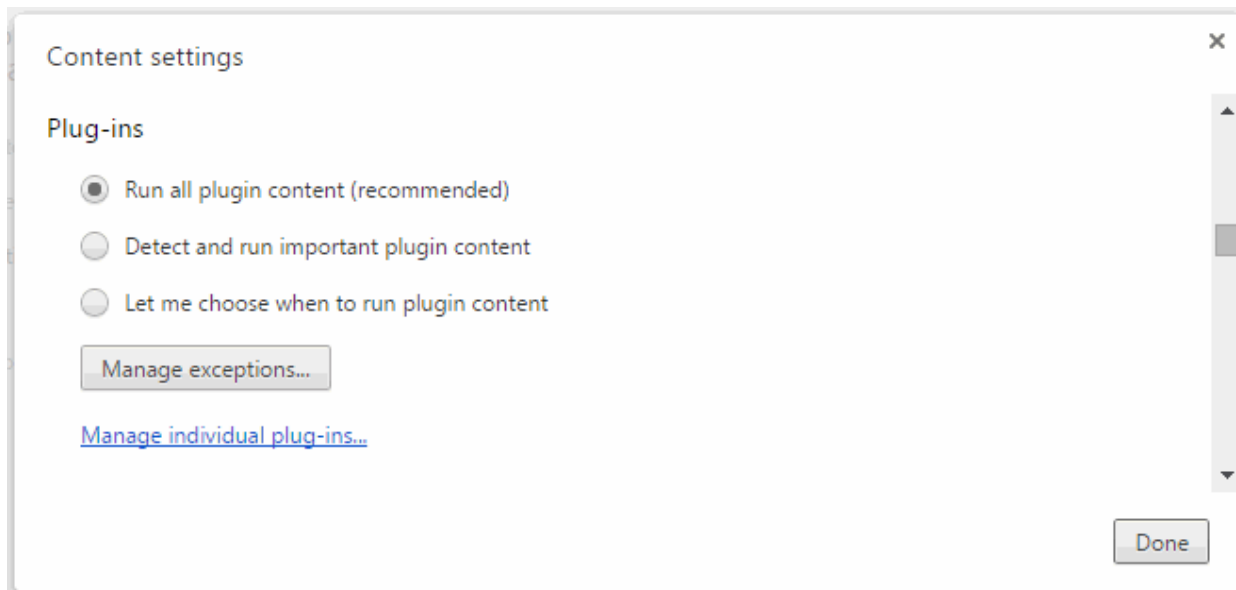 Content settings
Plug-ins
Run all plugin content (recommended)
Detect and run important plugin content
Let me choose when to run plugin content
Manage exceptions...
Manage individual plug-ins...
Done